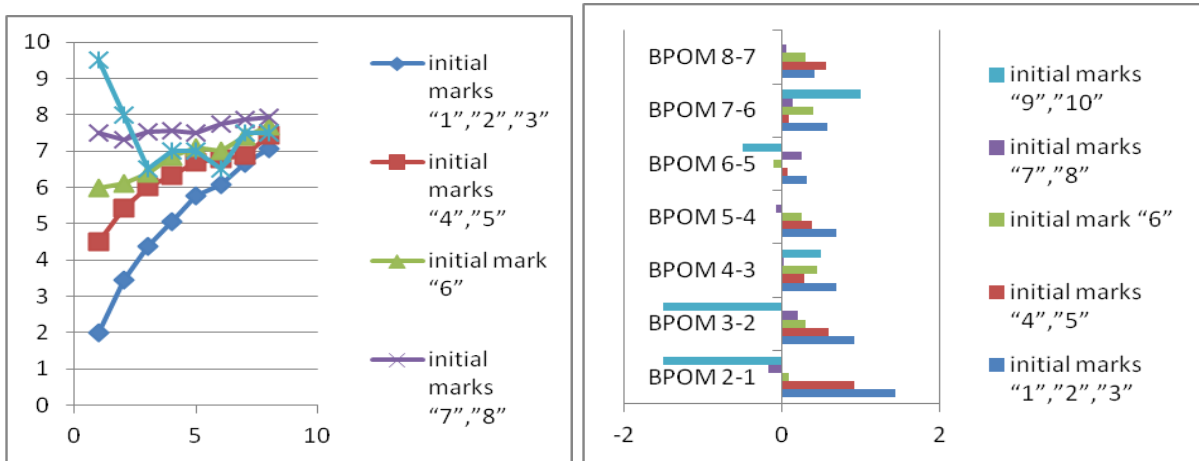 10
9
8
7
6
5
4
3
2
1
0
0
5
10
initial
marks
“1”,”2”,”3”
initial
marks
“4”,”5”
initial mark
“6”
initial
marks
“7”,”8”
BPOM 8-7
BPOM 7-6
BPOM 6-5
BPOM 5-4
BPOM 4-3
BPOM 3-2
BPOM 2-1
-2
0
2
initial marks
“9”,”10”
initial marks
“7”,”8”
initial mark “6”
initial marks
“4”,”5”
initial marks
“1”,”2”,”3”